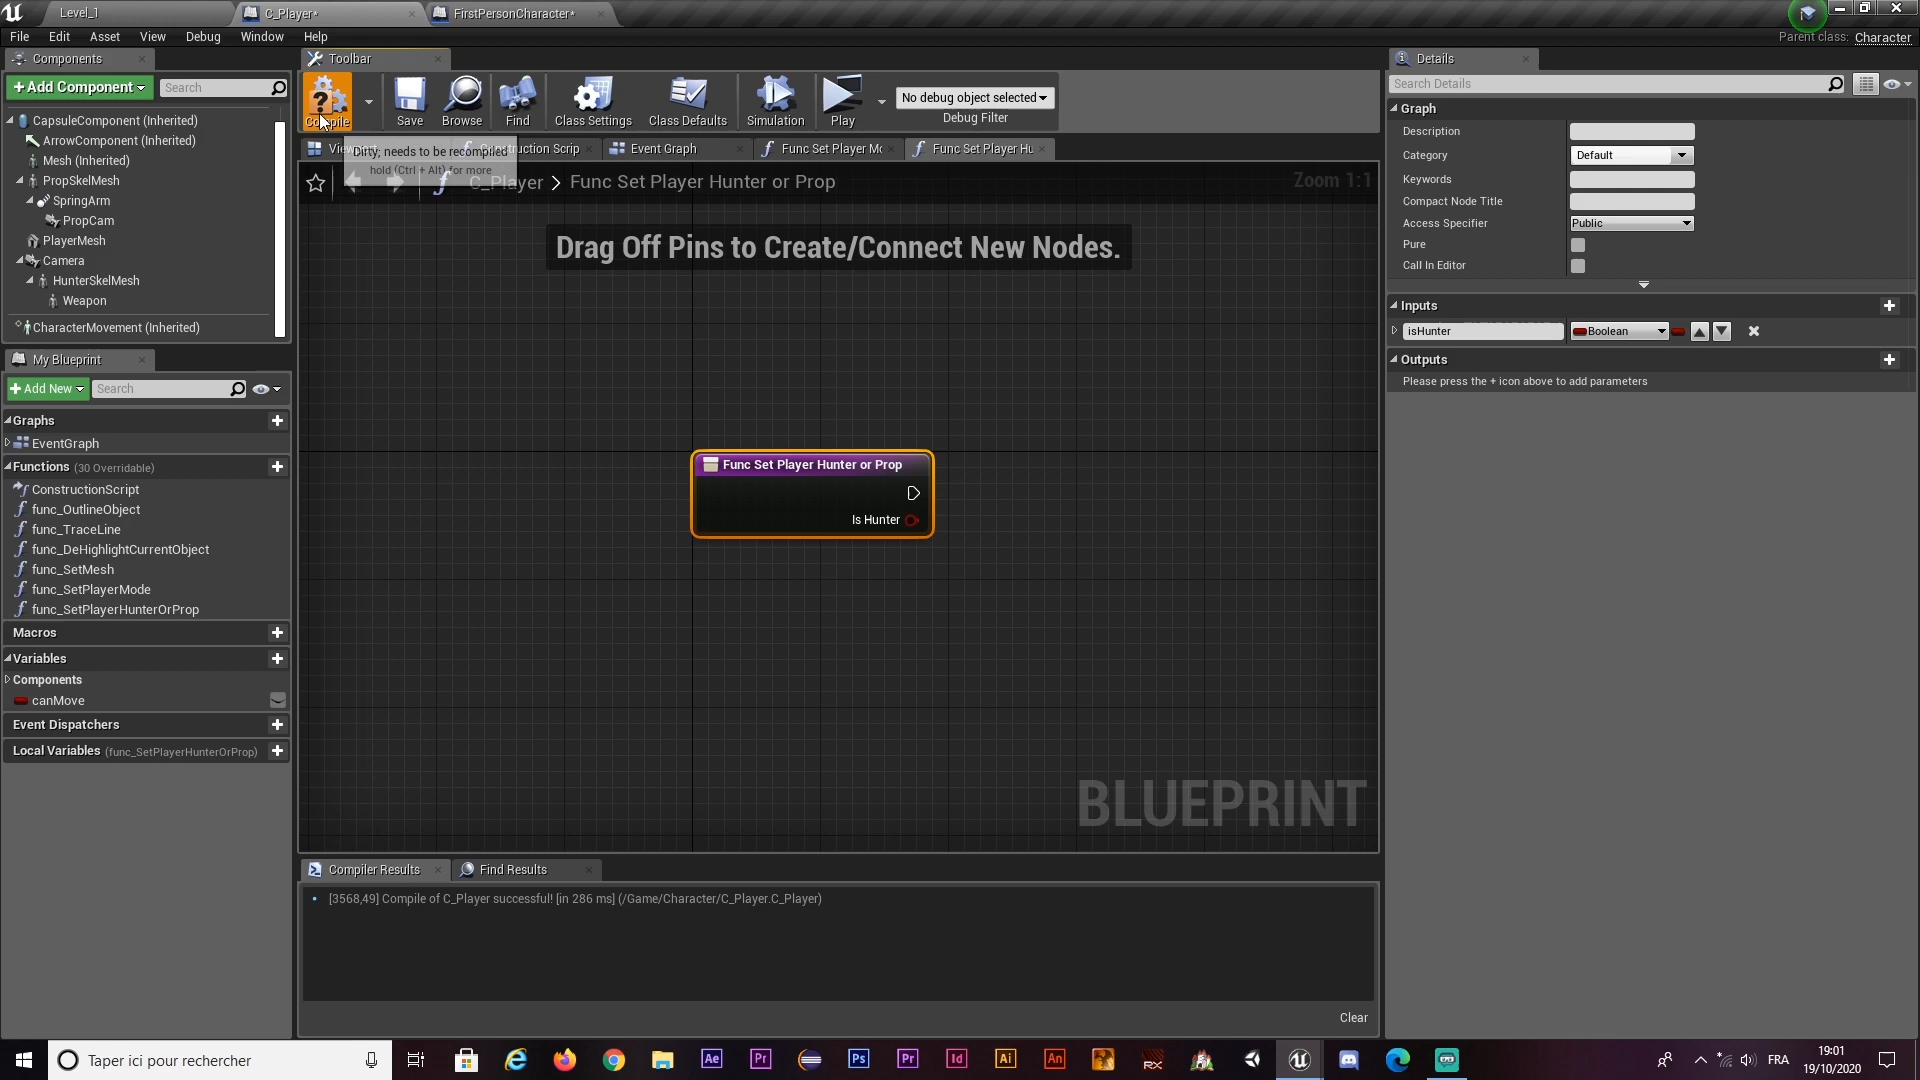 Level_1
C_Player*
FirstPersonCharacter*
File Edit Asset View Debug Window Help
Parent class: Character
Components
Toolbar
Details
+Add Component
Search
Compile
Save
Browse
Find
Class Settings
Class Defaults
Simulation
Play
No debug object selected
Debug Filter
Search Details
Dirty; needs to be recompiled
hold (Ctrl + Alt) for more
Event Graph
Func Set Player Mo
Func Set Player Hu
C_Player > Func Set Player Hunter or Prop
Zoom 1:1
Drag Off Pins to Create/Connect New Nodes.
CapsuleComponent (Inherited)
ArrowComponent (Inherited)
Mesh (Inherited)
PropSkelMesh
SpringArm
PropCam
PlayerMesh
Camera
HunterSkelMesh
Weapon
CharacterMovement (Inherited)
My Blueprint
+Add New
Search
Graphs
EventGraph
Functions (30 Overridable)
ConstructionScript
func_OutlineObject
func_TraceLine
func_DeHighlightCurrentObject
func_SetMesh
func_SetPlayerMode
func_SetPlayerHunterOrProp
Macros
Variables
Components
canMove
Event Dispatchers
Local Variables (func_SetPlayerHunterOrProp)
Func Set Player Hunter or Prop
Is Hunter
BLUEPRINT
Graph
Description
Category
Default
Keywords
Compact Node Title
Access Specifier
Public
Pure
Call In Editor
Inputs
isHunter
Boolean
Outputs
Please press the + icon above to add parameters
Compiler Results
Find Results
[3568,49] Compile of C_Player successful! [in 286 ms] (/Game/Character/C_Player.C_Player)
Clear
Taper ici pour rechercher
Ae
Pr
Ps
Pr
Id
Ai
An
RX
FRA
19:01
19/10/2020